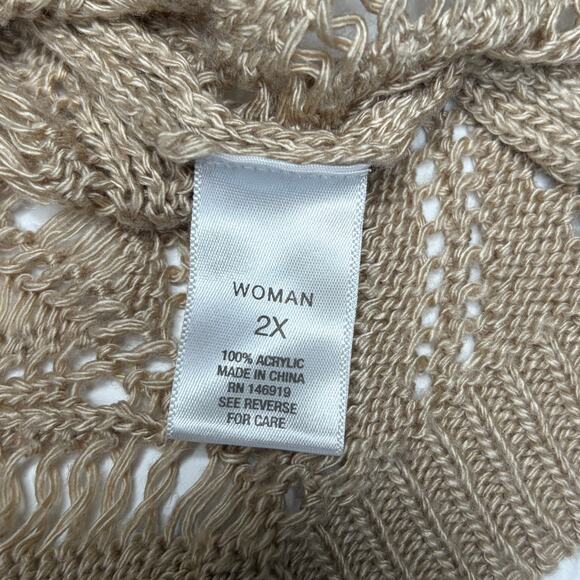 WOMAN
2X
100% ACRYLIC
MADE IN CHINA
RN 146919
SEE REVERSE
FOR CARE